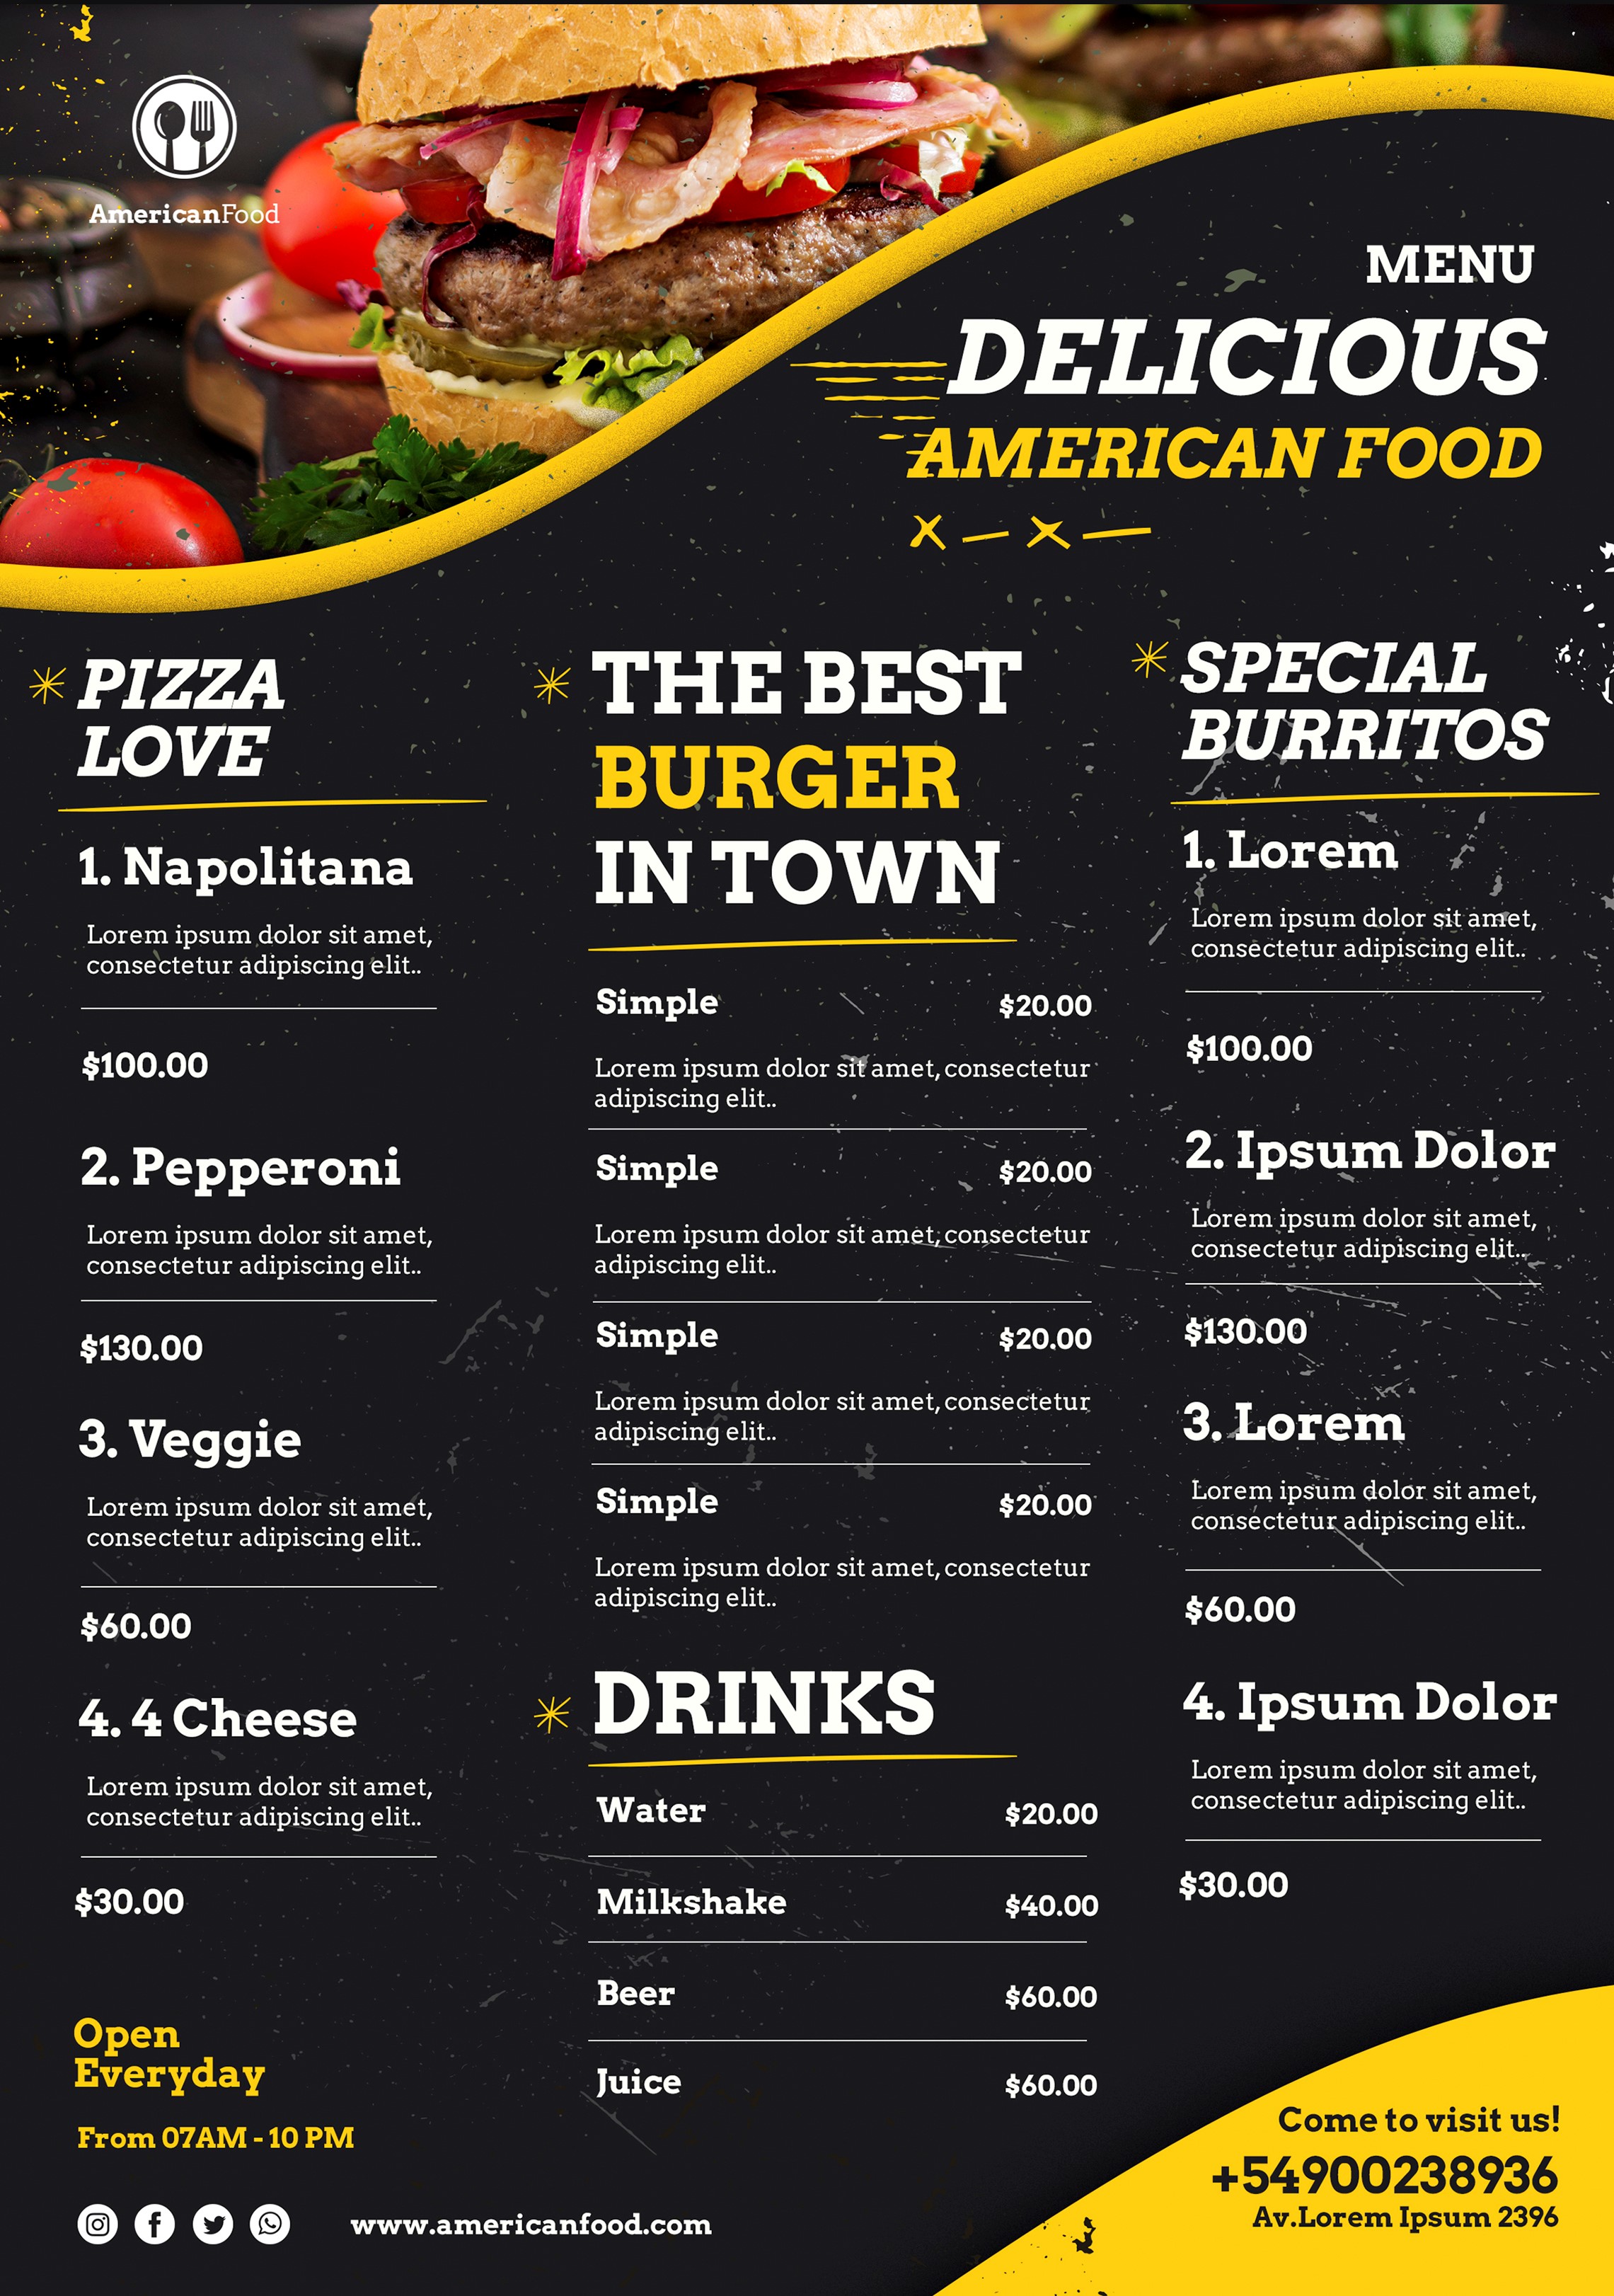 AmericanFood
MENU
DELICIOUS
AMERICAN FOOD
PIZZA
LOVE
1. Napolitana
Lorem ipsum dolor sit amet,
consectetur adipiscing elit..
$100.00
2. Pepperoni
Lorem ipsum dolor sit amet,
consectetur adipiscing elit..
$130.00
3. Veggie
Lorem ipsum dolor sit amet,
consectetur adipiscing elit..
$60.00
4. 4 Cheese
Lorem ipsum dolor sit amet,
consectetur adipiscing elit..
$30.00
THE BEST
BURGER
IN TOWN
Simple $20.00
Lorem ipsum dolor sit amet, consectetur
adipiscing elit..
Simple $20.00
Lorem ipsum dolor sit amet, consectetur
adipiscing elit..
Simple $20.00
Lorem ipsum dolor sit amet, consectetur
adipiscing elit..
Simple $20.00
Lorem ipsum dolor sit amet, consectetur
adipiscing elit..
DRINKS
Water $20.00
Milkshake $40.00
Beer $60.00
Juice $60.00
SPECIAL
BURRITOS
1. Lorem
Lorem ipsum dolor sit amet,
consectetur adipiscing elit..
$100.00
2. Ipsum Dolor
Lorem ipsum dolor sit amet,
consectetur adipiscing elit..
$130.00
3. Lorem
Lorem ipsum dolor sit amet,
consectetur adipiscing elit..
$60.00
4. Ipsum Dolor
Lorem ipsum dolor sit amet,
consectetur adipiscing elit..
$30.00
Open
Everyday
From 07AM - 10 PM
www.americanfood.com
Come to visit us!
+54900238936
Av.Lorem Ipsum 2396